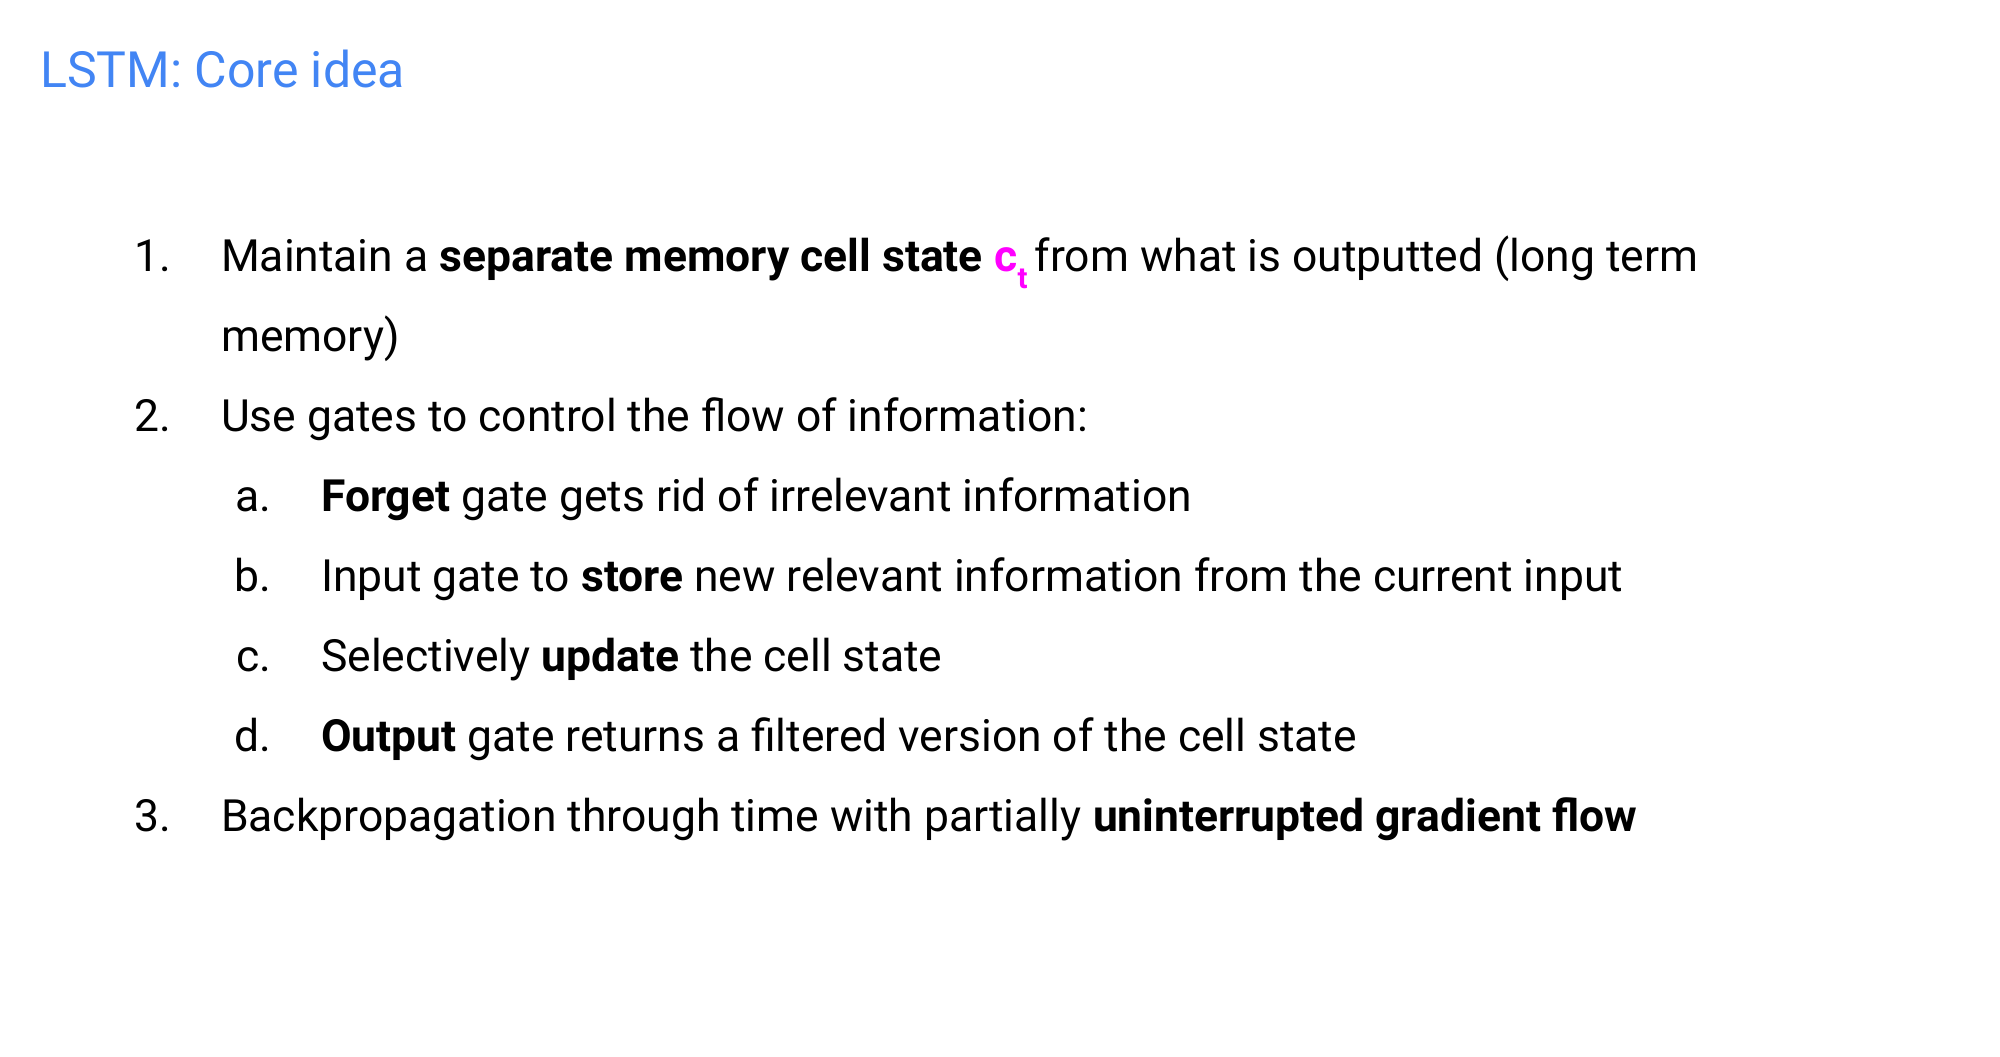 LSTM: Core idea
1. Maintain a separate memory cell state cₜ from what is outputted (long term
memory)
2. Use gates to control the flow of information:
a. Forget gate gets rid of irrelevant information
b. Input gate to store new relevant information from the current input
c. Selectively update the cell state
d. Output gate returns a filtered version of the cell state
3. Backpropagation through time with partially uninterrupted gradient flow